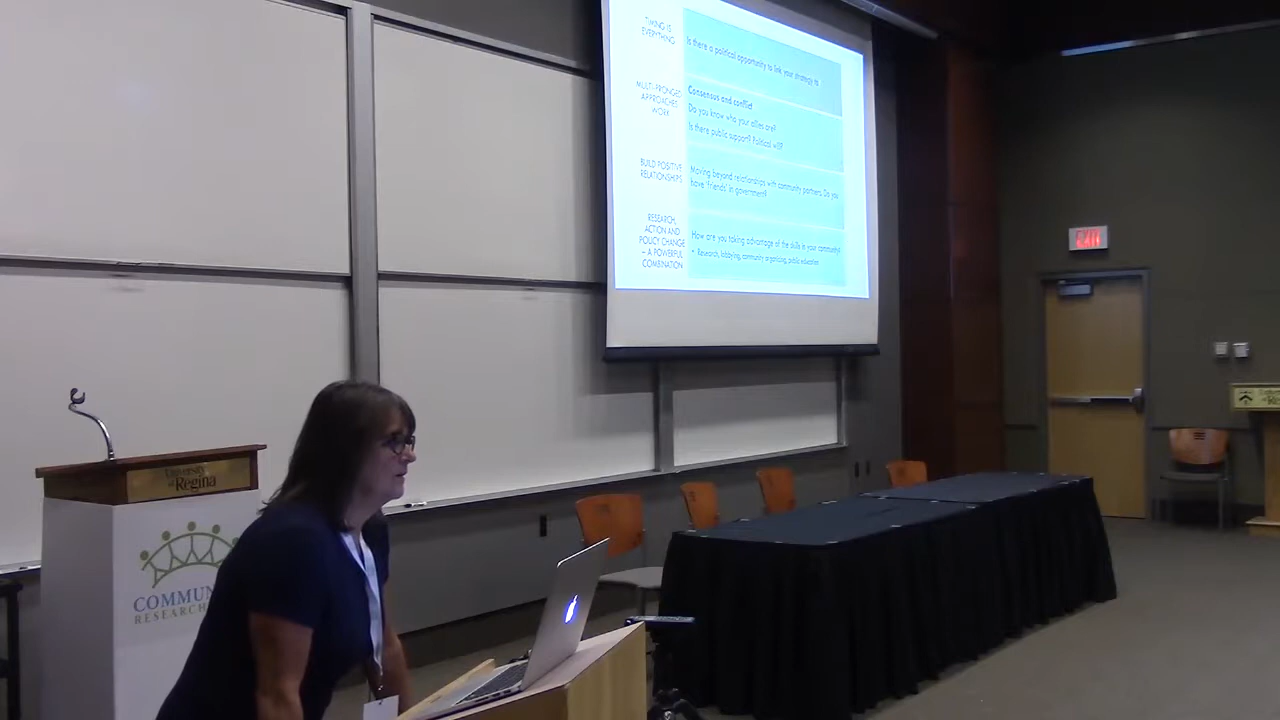 TIMING IS
EVERYTHING
Is there a political opportunity to link your strategy to
MULTI-PRONGED
APPROACHES
WORK
Consensus and conflict
Do you know who your allies are?
Is there public support? Political will?
BUILD POSITIVE
RELATIONSHIPS
Moving beyond relationships with community partners. Do you
have 'friends' in government?
RESEARCH,
ACTION AND
POLICY CHANGE
– A POWERFUL
COMBINATION
How are you taking advantage of the skills in your community?
• Research, lobbying, community organizing, public education
EXIT
University
of Regina
COMMUN
RESEARCH
University
of Regina